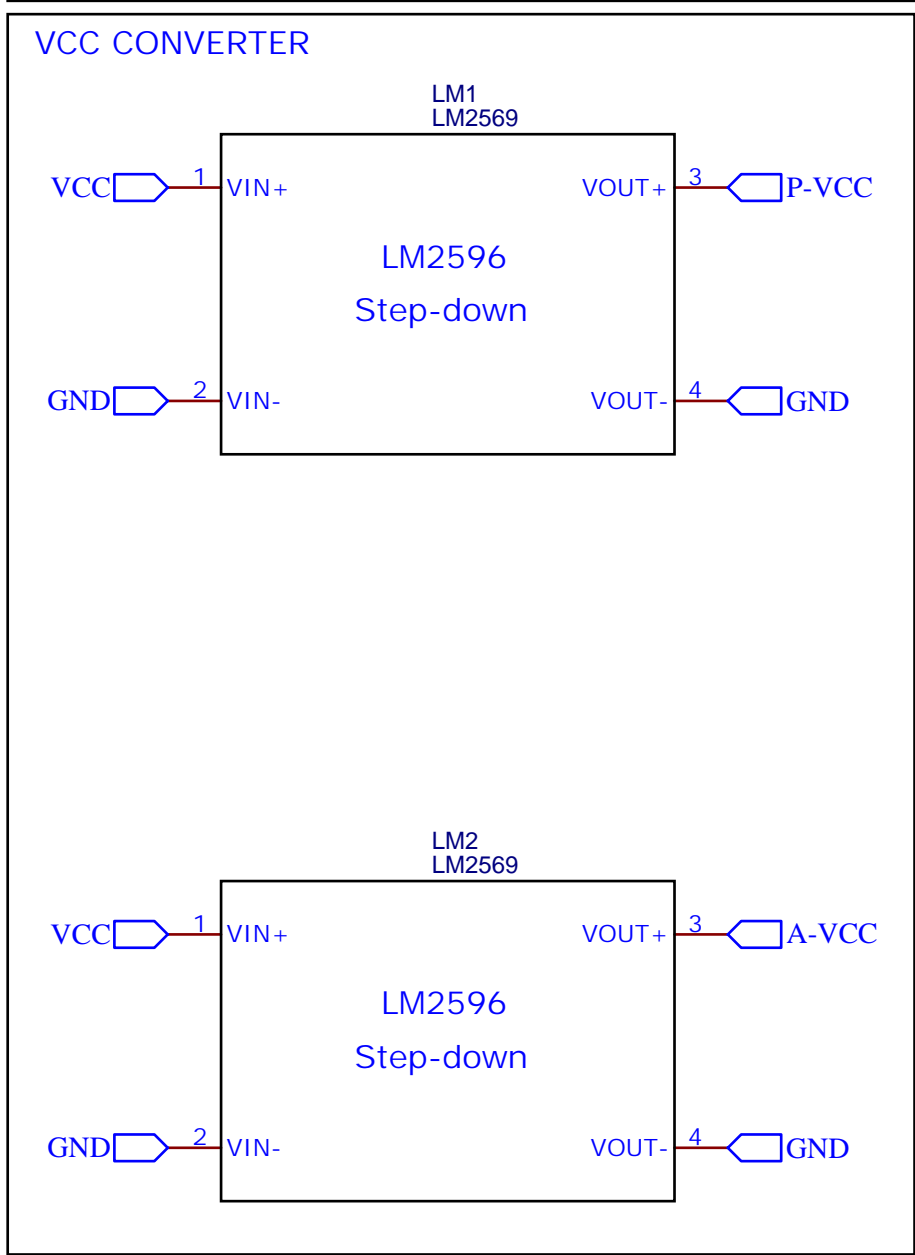 VCC CONVERTER
LM1
LM2569
VCC 1 VIN+ VOUT+ 3 P-VCC
LM2596
Step-down
GND 2 VIN- VOUT- 4 GND
LM2
LM2569
VCC 1 VIN+ VOUT+ 3 A-VCC
LM2596
Step-down
GND 2 VIN- VOUT- 4 GND